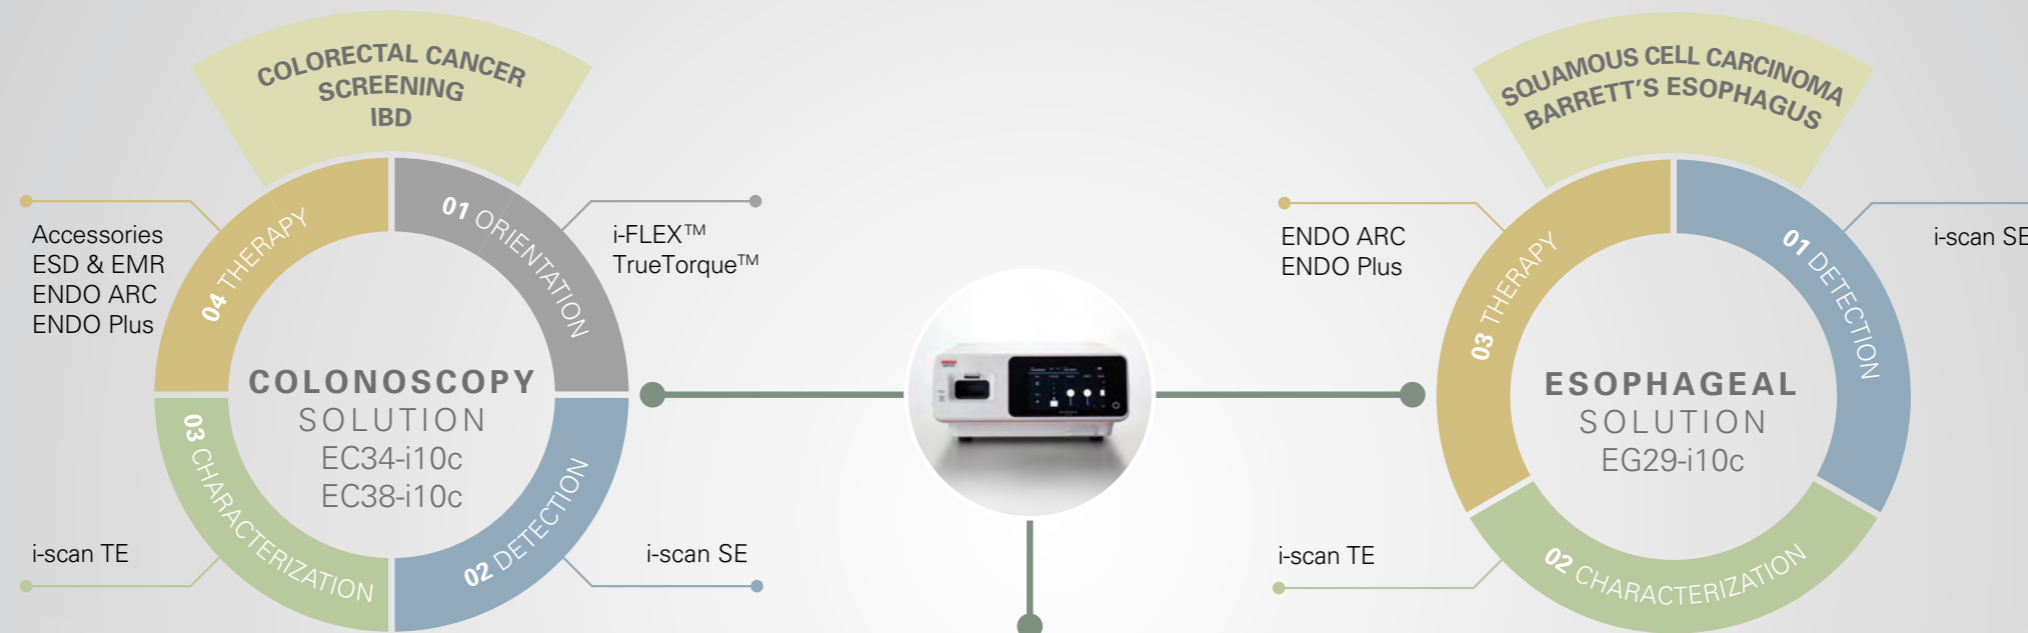 COLORECTAL CANCER
SCREENING
IBD
01 ORIENTATION
i-FLEX™
TrueTorque™
02 DETECTION
i-scan SE
03 CHARACTERIZATION
i-scan TE
04 THERAPY
Accessories
ESD & EMR
ENDO ARC
ENDO Plus
COLONOSCOPY
SOLUTION
EC34-i10c
EC38-i10c
SQUAMOUS CELL CARCINOMA
BARRETT'S ESOPHAGUS
01 DETECTION
i-scan SE
02 CHARACTERIZATION
i-scan TE
03 THERAPY
ENDO ARC
ENDO Plus
ESOPHAGEAL
SOLUTION
EG29-i10c